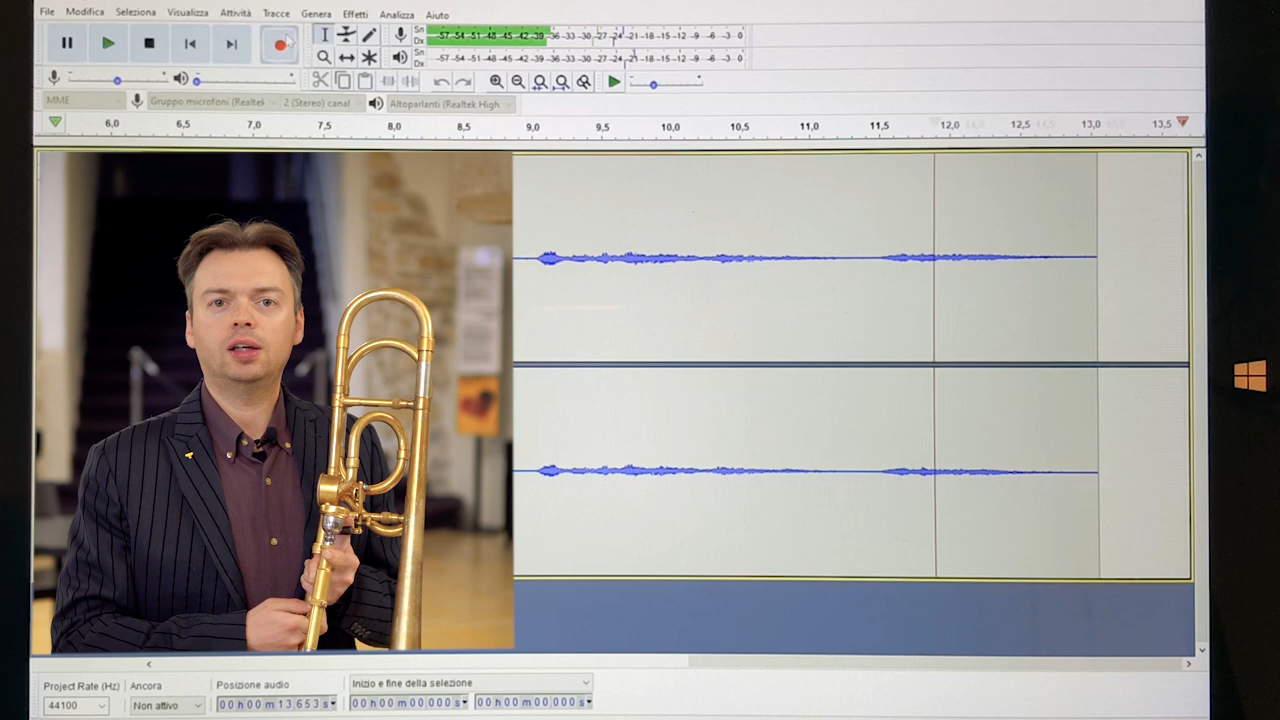 File Modifica Seleziona Visualizza Attività Tracce Genera Effetti Analizza Aiuto
Sn
Dx
-57 -54 -51 -48 -45 -42 -39 -36 -33 -30 -27 -24 -21 -18 -15 -12 -9 -6 -3 0
Sn
Dx
-57 -54 -51 -48 -45 -42 -39 -36 -33 -30 -27 -24 -21 -18 -15 -12 -9 -6 -3 0
MME Gruppo microfoni (Realtek 2 (Stereo) canal Altoparlanti (Realtek High
6,0 6,5 7,0 7,5 8,0 8,5 9,0 9,5 10,0 10,5 11,0 11,5 12,0 12,5 13,0 13,5
Project Rate (Hz) Ancora Posizione audio Inizio e fine della selezione
44100 Non attivo 00 h 00 m 13,653 s 00 h 00 m 00,000 s 00 h 00 m 00,000 s